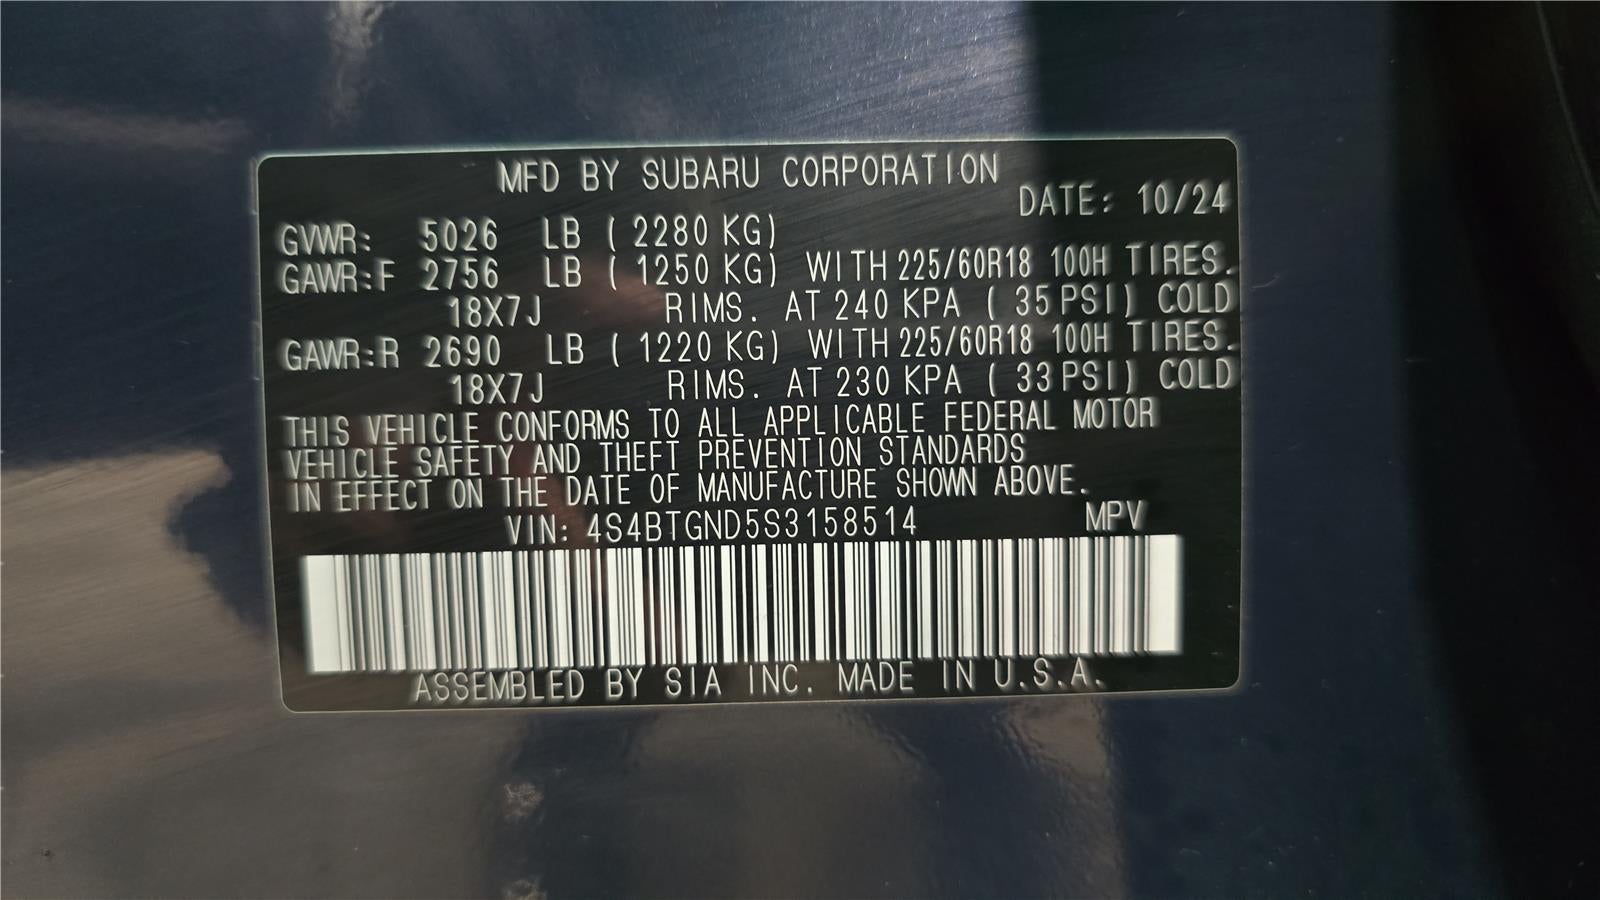 MFD BY SUBARU CORPORATION
DATE: 10/24
GVWR: 5026 LB ( 2280 KG)
GAWR:F 2756 LB ( 1250 KG) WITH 225/60R18 100H TIRES.
18X7J RIMS. AT 240 KPA ( 35 PSI) COLD
GAWR:R 2690 LB ( 1220 KG) WITH 225/60R18 100H TIRES.
18X7J RIMS. AT 230 KPA ( 33 PSI) COLD
THIS VEHICLE CONFORMS TO ALL APPLICABLE FEDERAL MOTOR
VEHICLE SAFETY AND THEFT PREVENTION STANDARDS
IN EFFECT ON THE DATE OF MANUFACTURE SHOWN ABOVE.
VIN: 4S4BTGND5S3158514 MPV
ASSEMBLED BY SIA INC. MADE IN U.S.A.